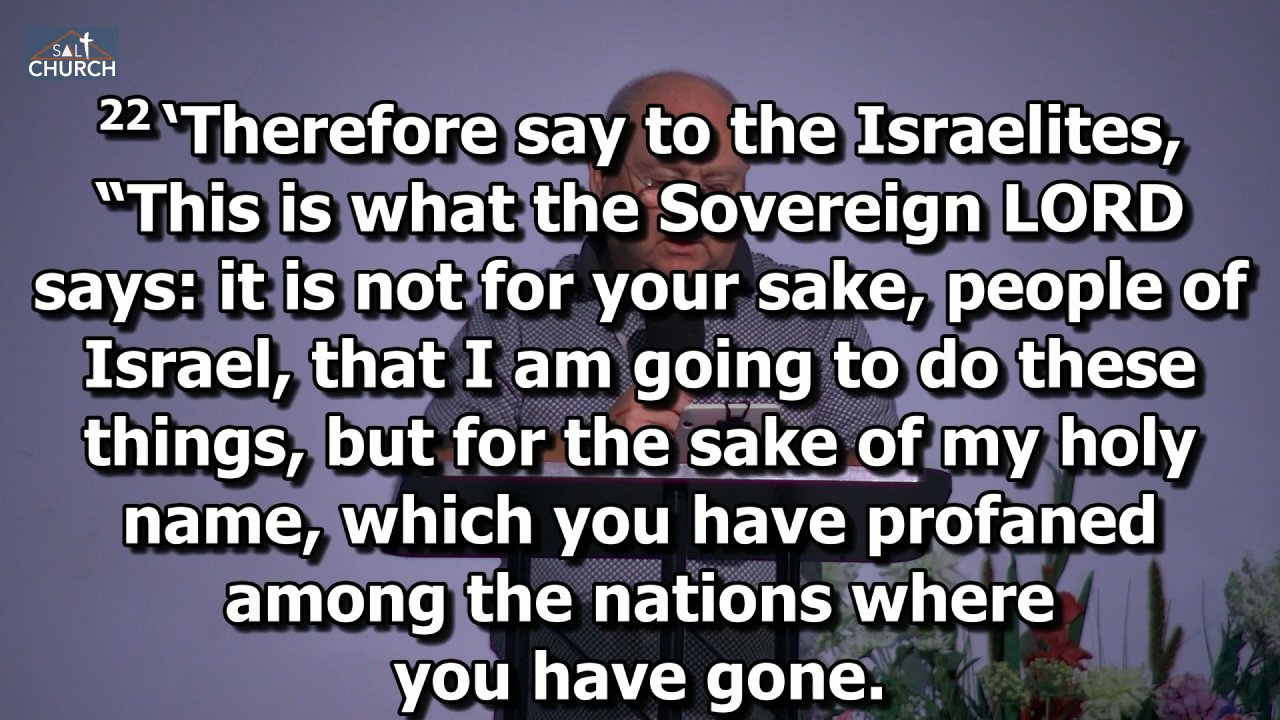 SALT
CHURCH
22 ‘Therefore say to the Israelites,
“This is what the Sovereign LORD
says: it is not for your sake, people of
Israel, that I am going to do these
things, but for the sake of my holy
name, which you have profaned
among the nations where
you have gone.